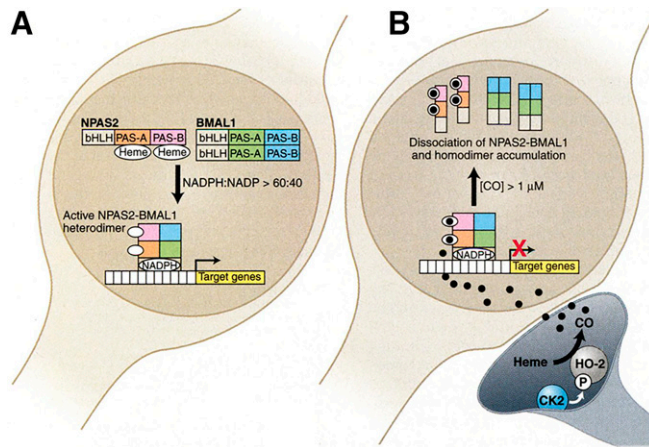 A
NPAS2
bHLH PAS-A PAS-B
Heme Heme
BMAL1
bHLH PAS-A PAS-B
bHLH PAS-A PAS-B
NADPH:NADP > 60:40
Active NPAS2-BMAL1
heterodimer
NADPH
Target genes
B
Dissociation of NPAS2-BMAL1
and homodimer accumulation
[CO] > 1 µM
X
NADPH
Target genes
CO
Heme
HO-2
P
CK2